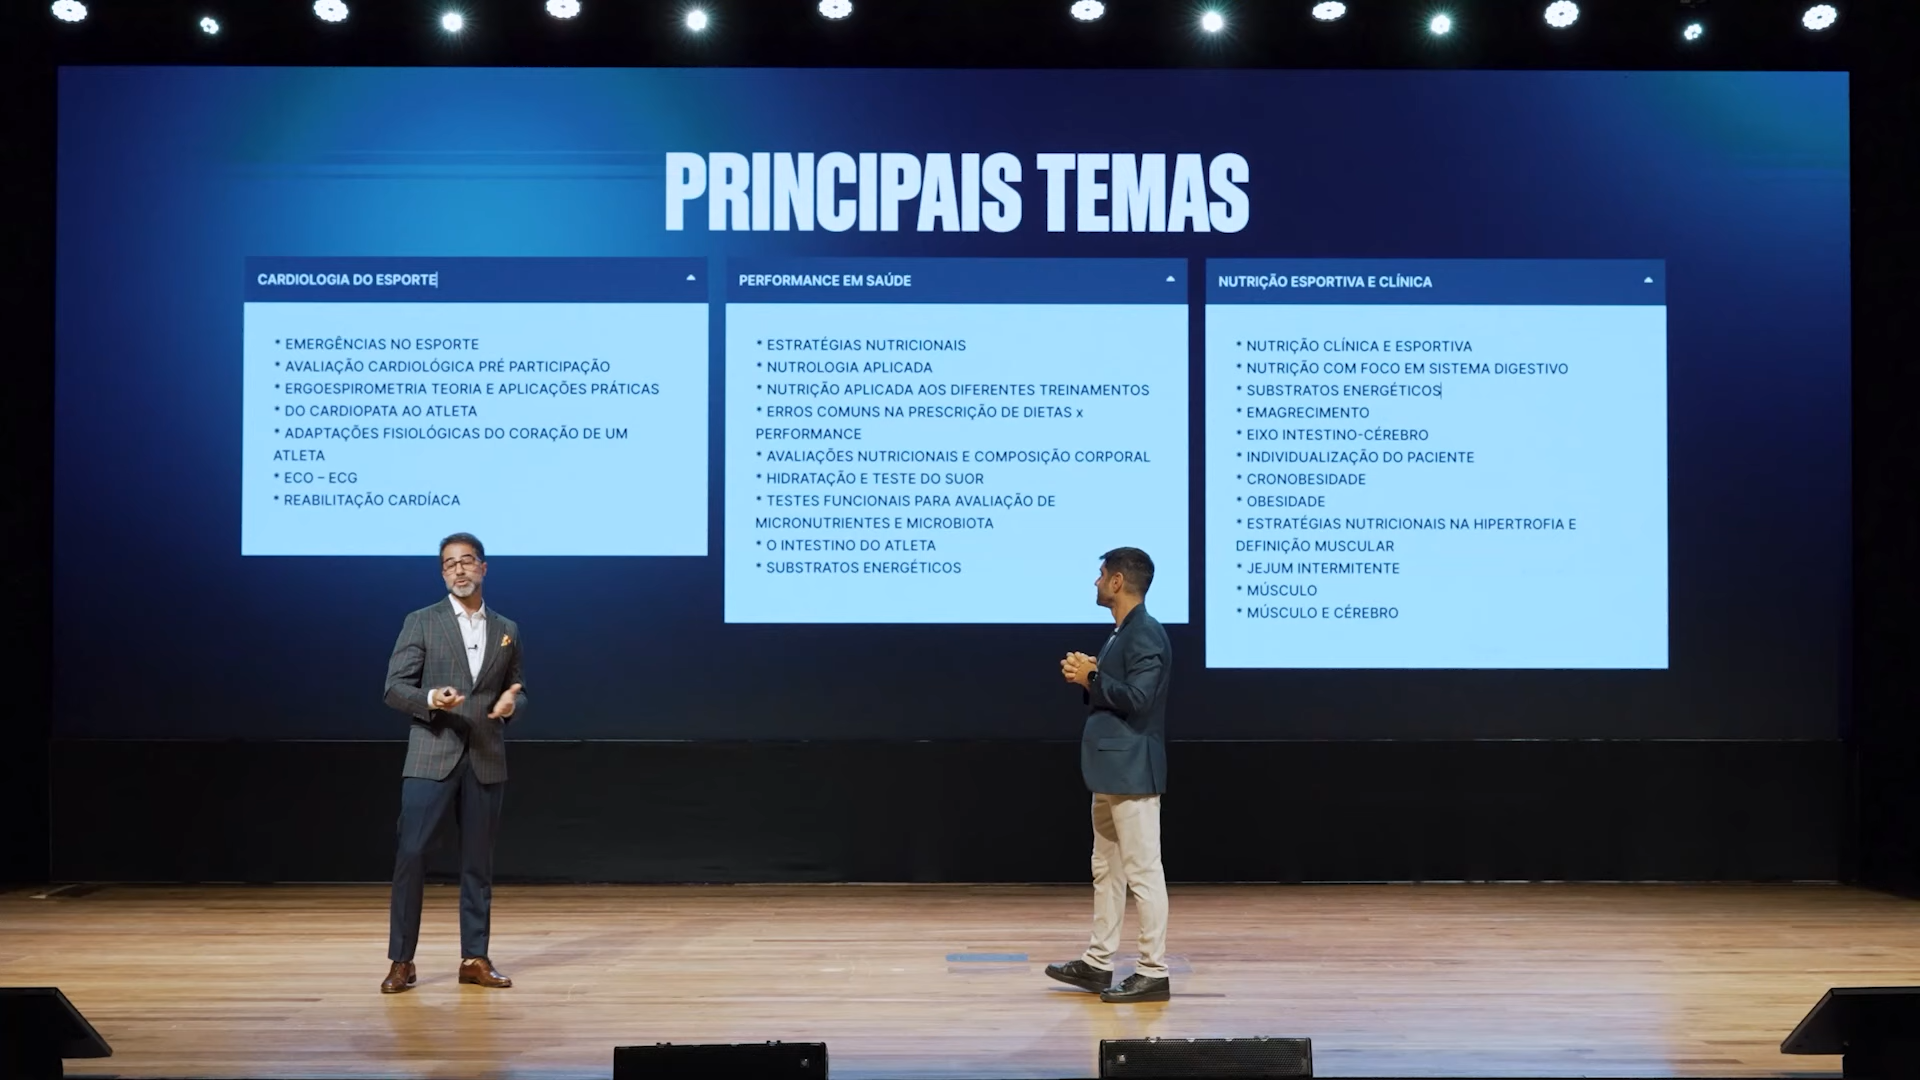 PRINCIPAIS TEMAS
CARDIOLOGIA DO ESPORTE
* EMERGÊNCIAS NO ESPORTE
* AVALIAÇÃO CARDIOLÓGICA PRÉ PARTICIPAÇÃO
* ERGOESPIROMETRIA TEORIA E APLICAÇÕES PRÁTICAS
* DO CARDIOPATA AO ATLETA
* ADAPTAÇÕES FISIOLÓGICAS DO CORAÇÃO DE UM
ATLETA
* ECO – ECG
* REABILITAÇÃO CARDÍACA
PERFORMANCE EM SAÚDE
* ESTRATÉGIAS NUTRICIONAIS
* NUTROLOGIA APLICADA
* NUTRIÇÃO APLICADA AOS DIFERENTES TREINAMENTOS
* ERROS COMUNS NA PRESCRIÇÃO DE DIETAS x
PERFORMANCE
* AVALIAÇÕES NUTRICIONAIS E COMPOSIÇÃO CORPORAL
* HIDRATAÇÃO E TESTE DO SUOR
* TESTES FUNCIONAIS PARA AVALIAÇÃO DE
MICRONUTRIENTES E MICROBIOTA
* O INTESTINO DO ATLETA
* SUBSTRATOS ENERGÉTICOS
NUTRIÇÃO ESPORTIVA E CLÍNICA
* NUTRIÇÃO CLÍNICA E ESPORTIVA
* NUTRIÇÃO COM FOCO EM SISTEMA DIGESTIVO
* SUBSTRATOS ENERGÉTICOS
* EMAGRECIMENTO
* EIXO INTESTINO-CÉREBRO
* INDIVIDUALIZAÇÃO DO PACIENTE
* CRONOBESIDADE
* OBESIDADE
* ESTRATÉGIAS NUTRICIONAIS NA HIPERTROFIA E
DEFINIÇÃO MUSCULAR
* JEJUM INTERMITENTE
* MÚSCULO
* MÚSCULO E CÉREBRO